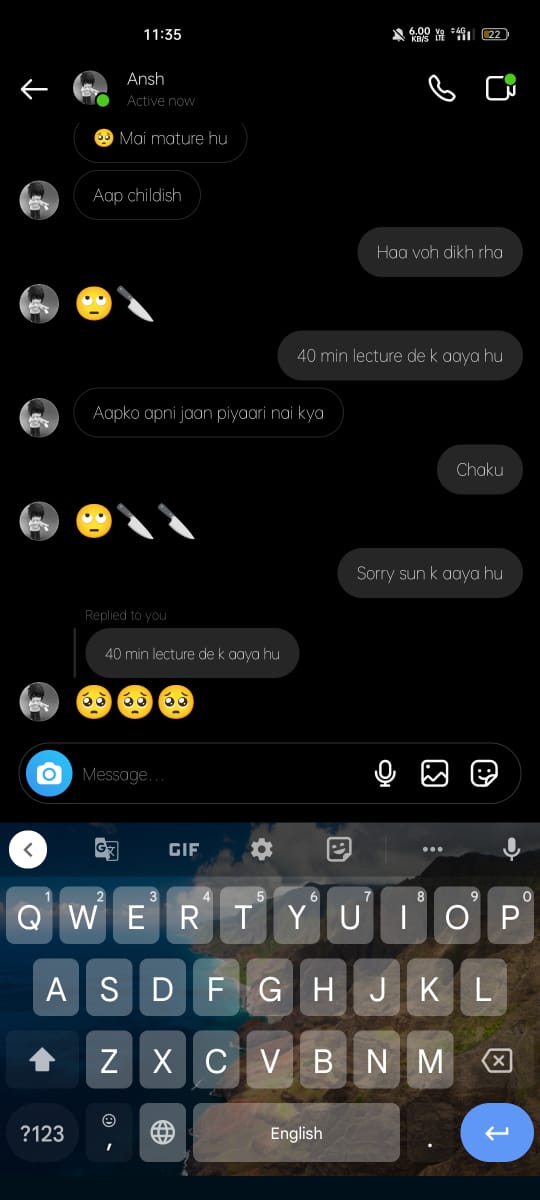 11:35
6.00 KB/S Vo LTE 4G 22
Ansh
Active now
🥺 Mai mature hu
Aap childish
Haa voh dikh rha
🙄🔪
40 min lecture de k aaya hu
Aapko apni jaan piyaari nai kya
Chaku
🙄🔪🔪
Sorry sun k aaya hu
Replied to you
40 min lecture de k aaya hu
🥺🥺🥺
Message...
GIF
1 2 3 4 5 6 7 8 9 0
Q W E R T Y U I O P
A S D F G H J K L
Z X C V B N M
?123 , English .